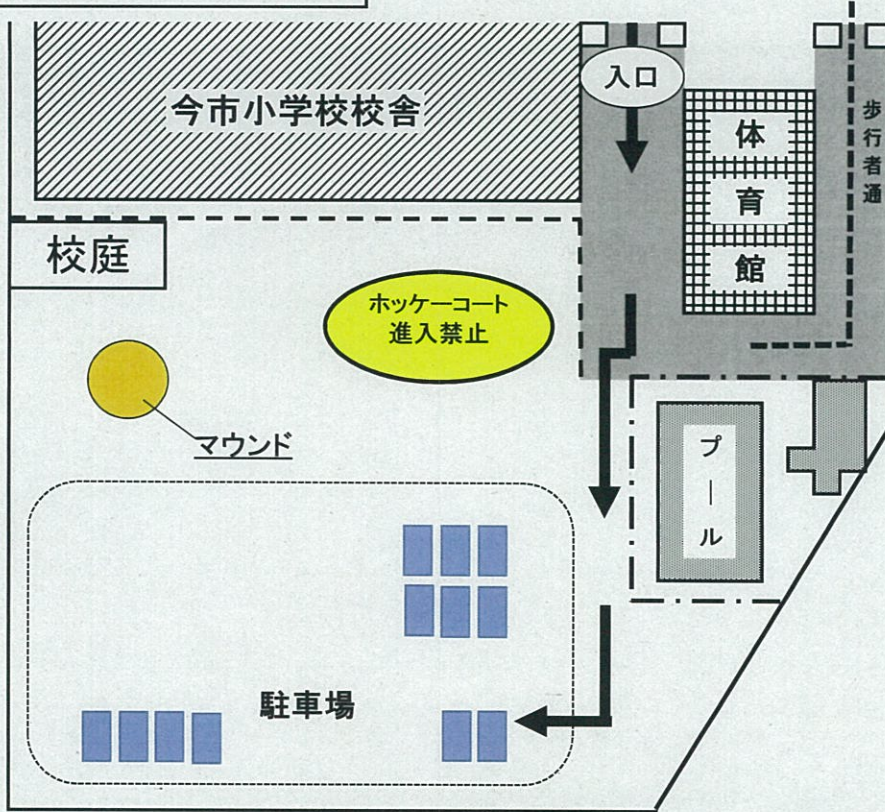 今市小学校校舎
入口
体育館
歩行者通
校庭
ホッケーコート
進入禁止
マウンド
プール
駐車場